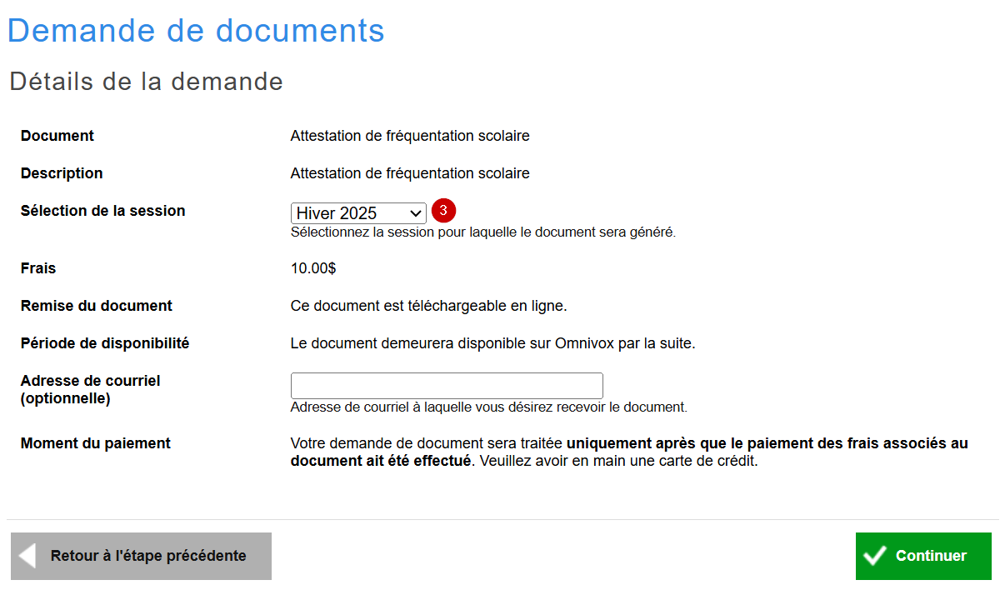 Demande de documents
Détails de la demande
Document Attestation de fréquentation scolaire
Description Attestation de fréquentation scolaire
Sélection de la session Hiver 2025 3
Sélectionnez la session pour laquelle le document sera généré.
Frais 10.00$
Remise du document Ce document est téléchargeable en ligne.
Période de disponibilité Le document demeurera disponible sur Omnivox par la suite.
Adresse de courriel
(optionnelle)
Adresse de courriel à laquelle vous désirez recevoir le document.
Moment du paiement Votre demande de document sera traitée uniquement après que le paiement des frais associés au
document ait été effectué. Veuillez avoir en main une carte de crédit.
Retour à l'étape précédente Continuer